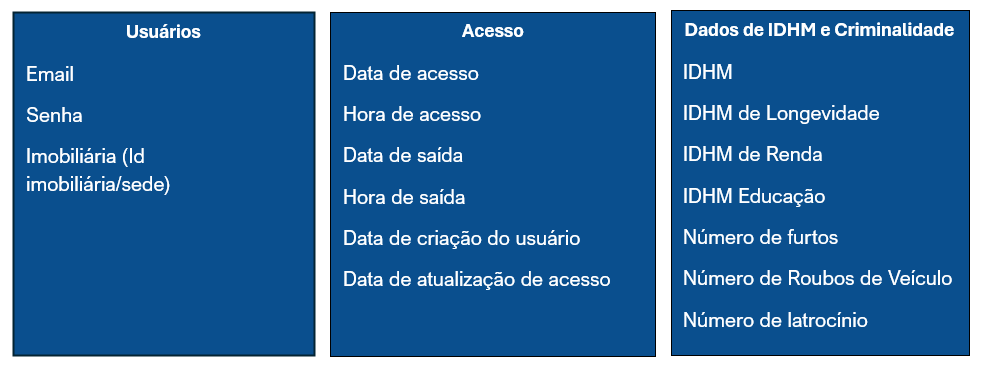 Usuários
Email
Senha
Imobiliária (Id
imobiliária/sede)
Acesso
Data de acesso
Hora de acesso
Data de saída
Hora de saída
Data de criação do usuário
Data de atualização de acesso
Dados de IDHM e Criminalidade
IDHM
IDHM de Longevidade
IDHM de Renda
IDHM Educação
Número de furtos
Número de Roubos de Veículo
Número de latrocínio